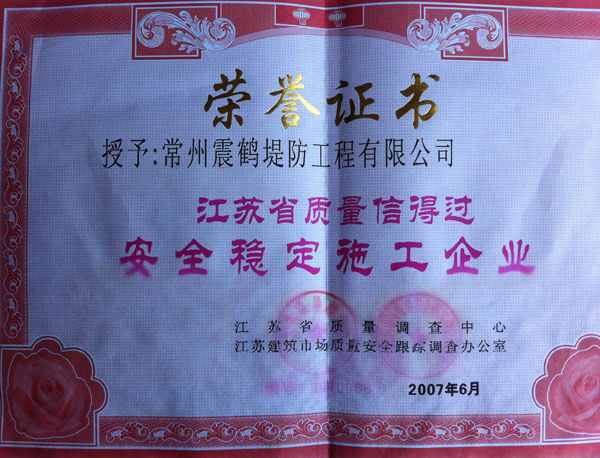 荣誉证书
授予:常州震鹤堤防工程有限公司
江苏省质量信得过
安全稳定施工企业
江苏省质量调查中心
江苏建筑市场质量安全跟踪调查办公室
2007年6月